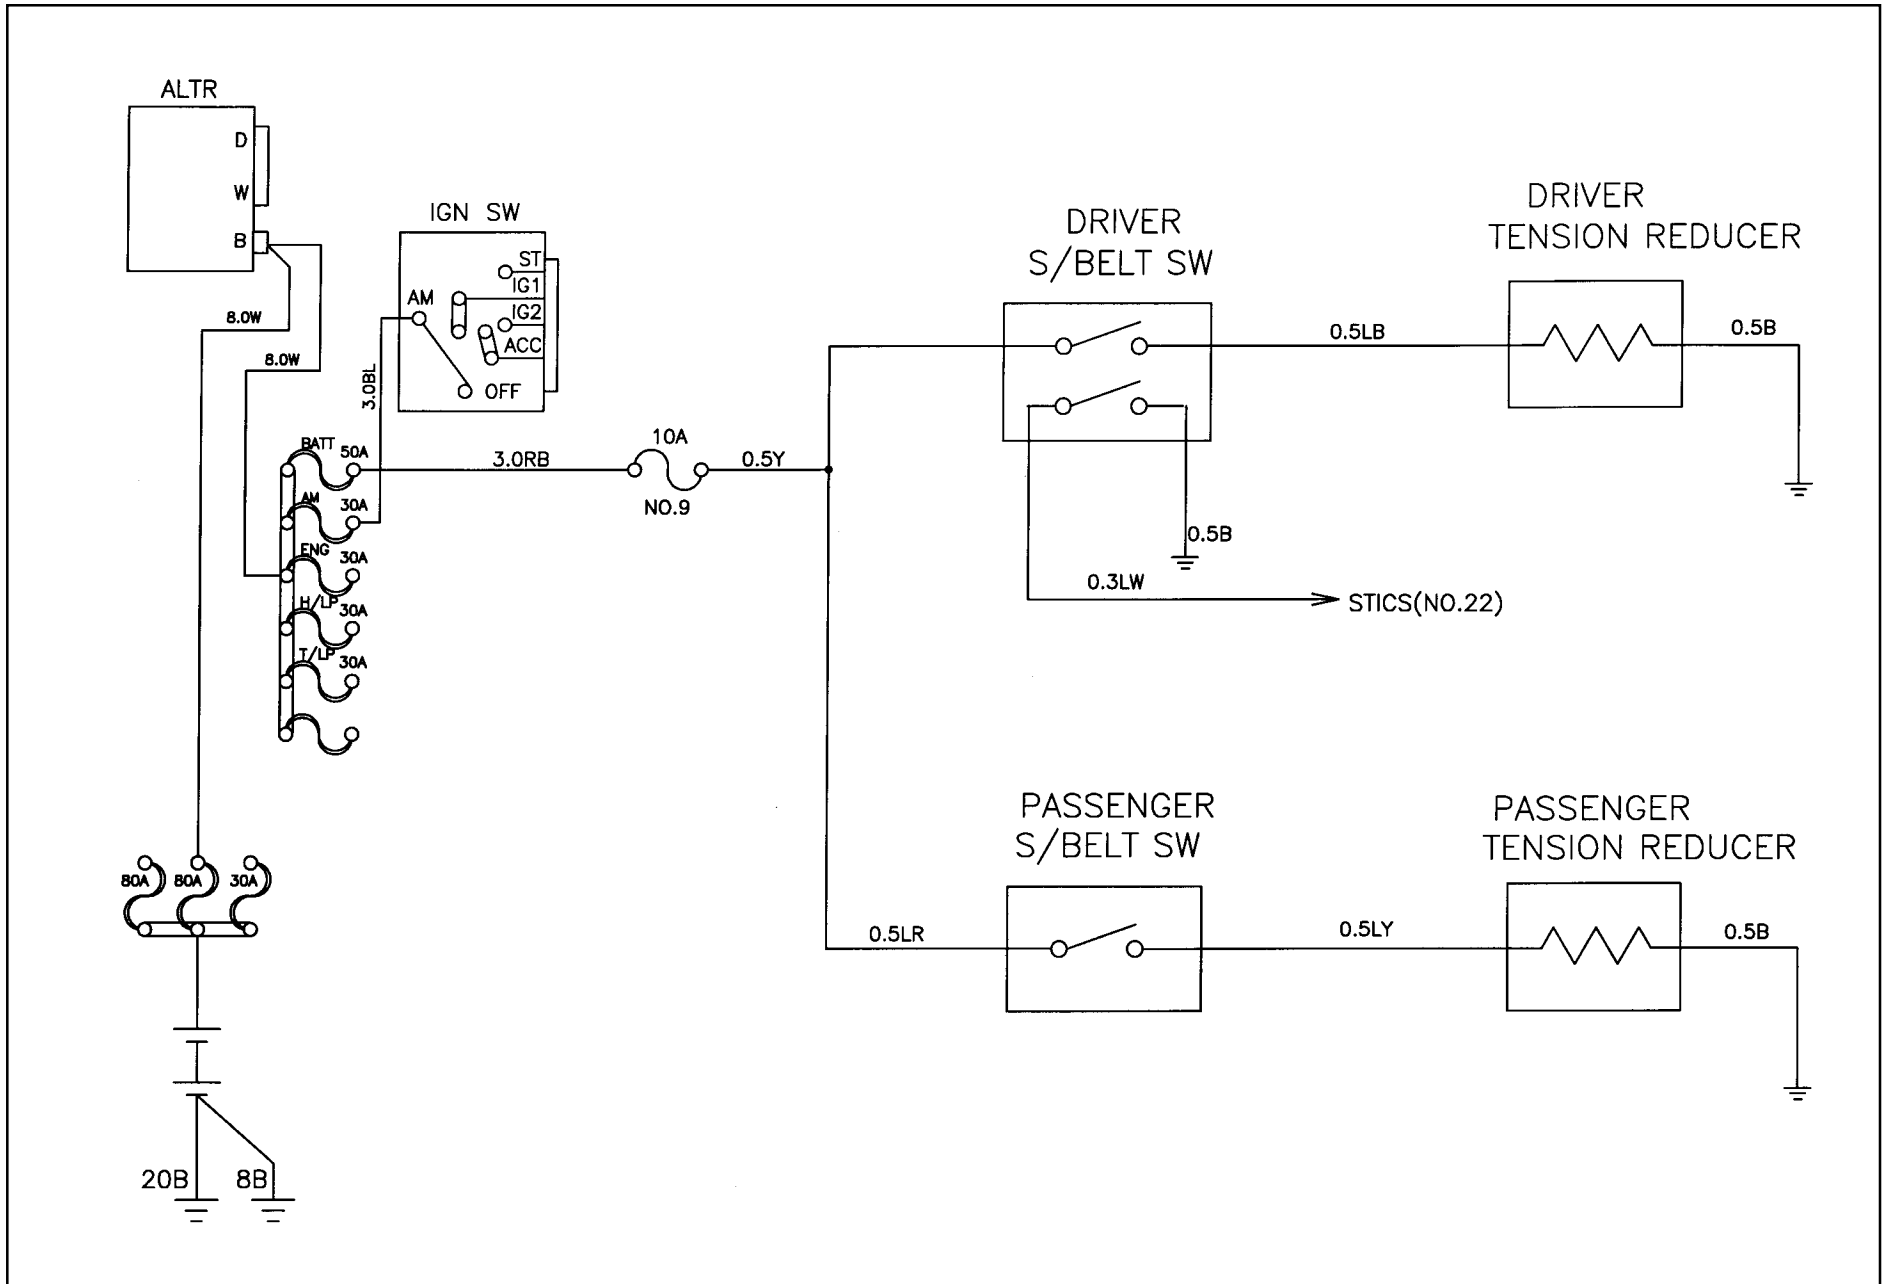 ALTR
D
W
B
8.0W
8.0W
IGN SW
ST
IG1
AM
IG2
ACC
OFF
3.0BL
BATT 50A
AM 30A
ENG 30A
H/LP 30A
T/LP 30A
3.0RB
10A
NO.9
0.5Y
DRIVER
S/BELT SW
0.5LB
DRIVER
TENSION REDUCER
0.5B
0.5B
0.3LW
STICS(NO.22)
80A 80A 30A
20B 8B
PASSENGER
S/BELT SW
0.5LR
0.5LY
PASSENGER
TENSION REDUCER
0.5B